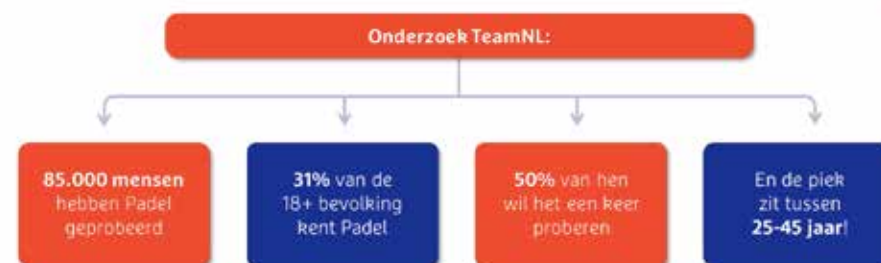 Onderzoek TeamNL:
85.000 mensen
hebben Padel
geprobeerd
31% van de
18+ bevolking
kent Padel
50% van hen
wil het een keer
proberen
En de piek
zit tussen
25-45 jaar!